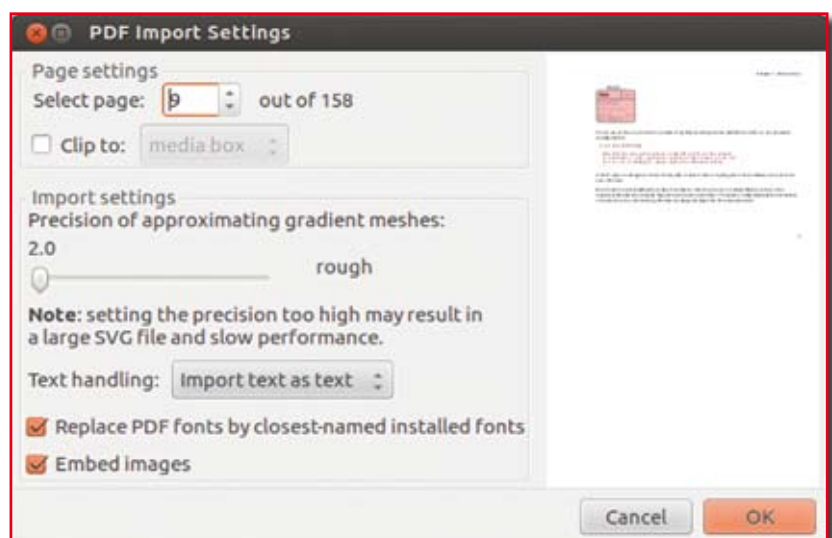 PDF Import Settings
Page settings
Select page: 9 out of 158
Clip to: media box
Import settings
Precision of approximating gradient meshes:
2.0
rough
Note: setting the precision too high may result in
a large SVG file and slow performance.
Text handling: Import text as text
Replace PDF fonts by closest-named installed fonts
Embed images
Cancel OK